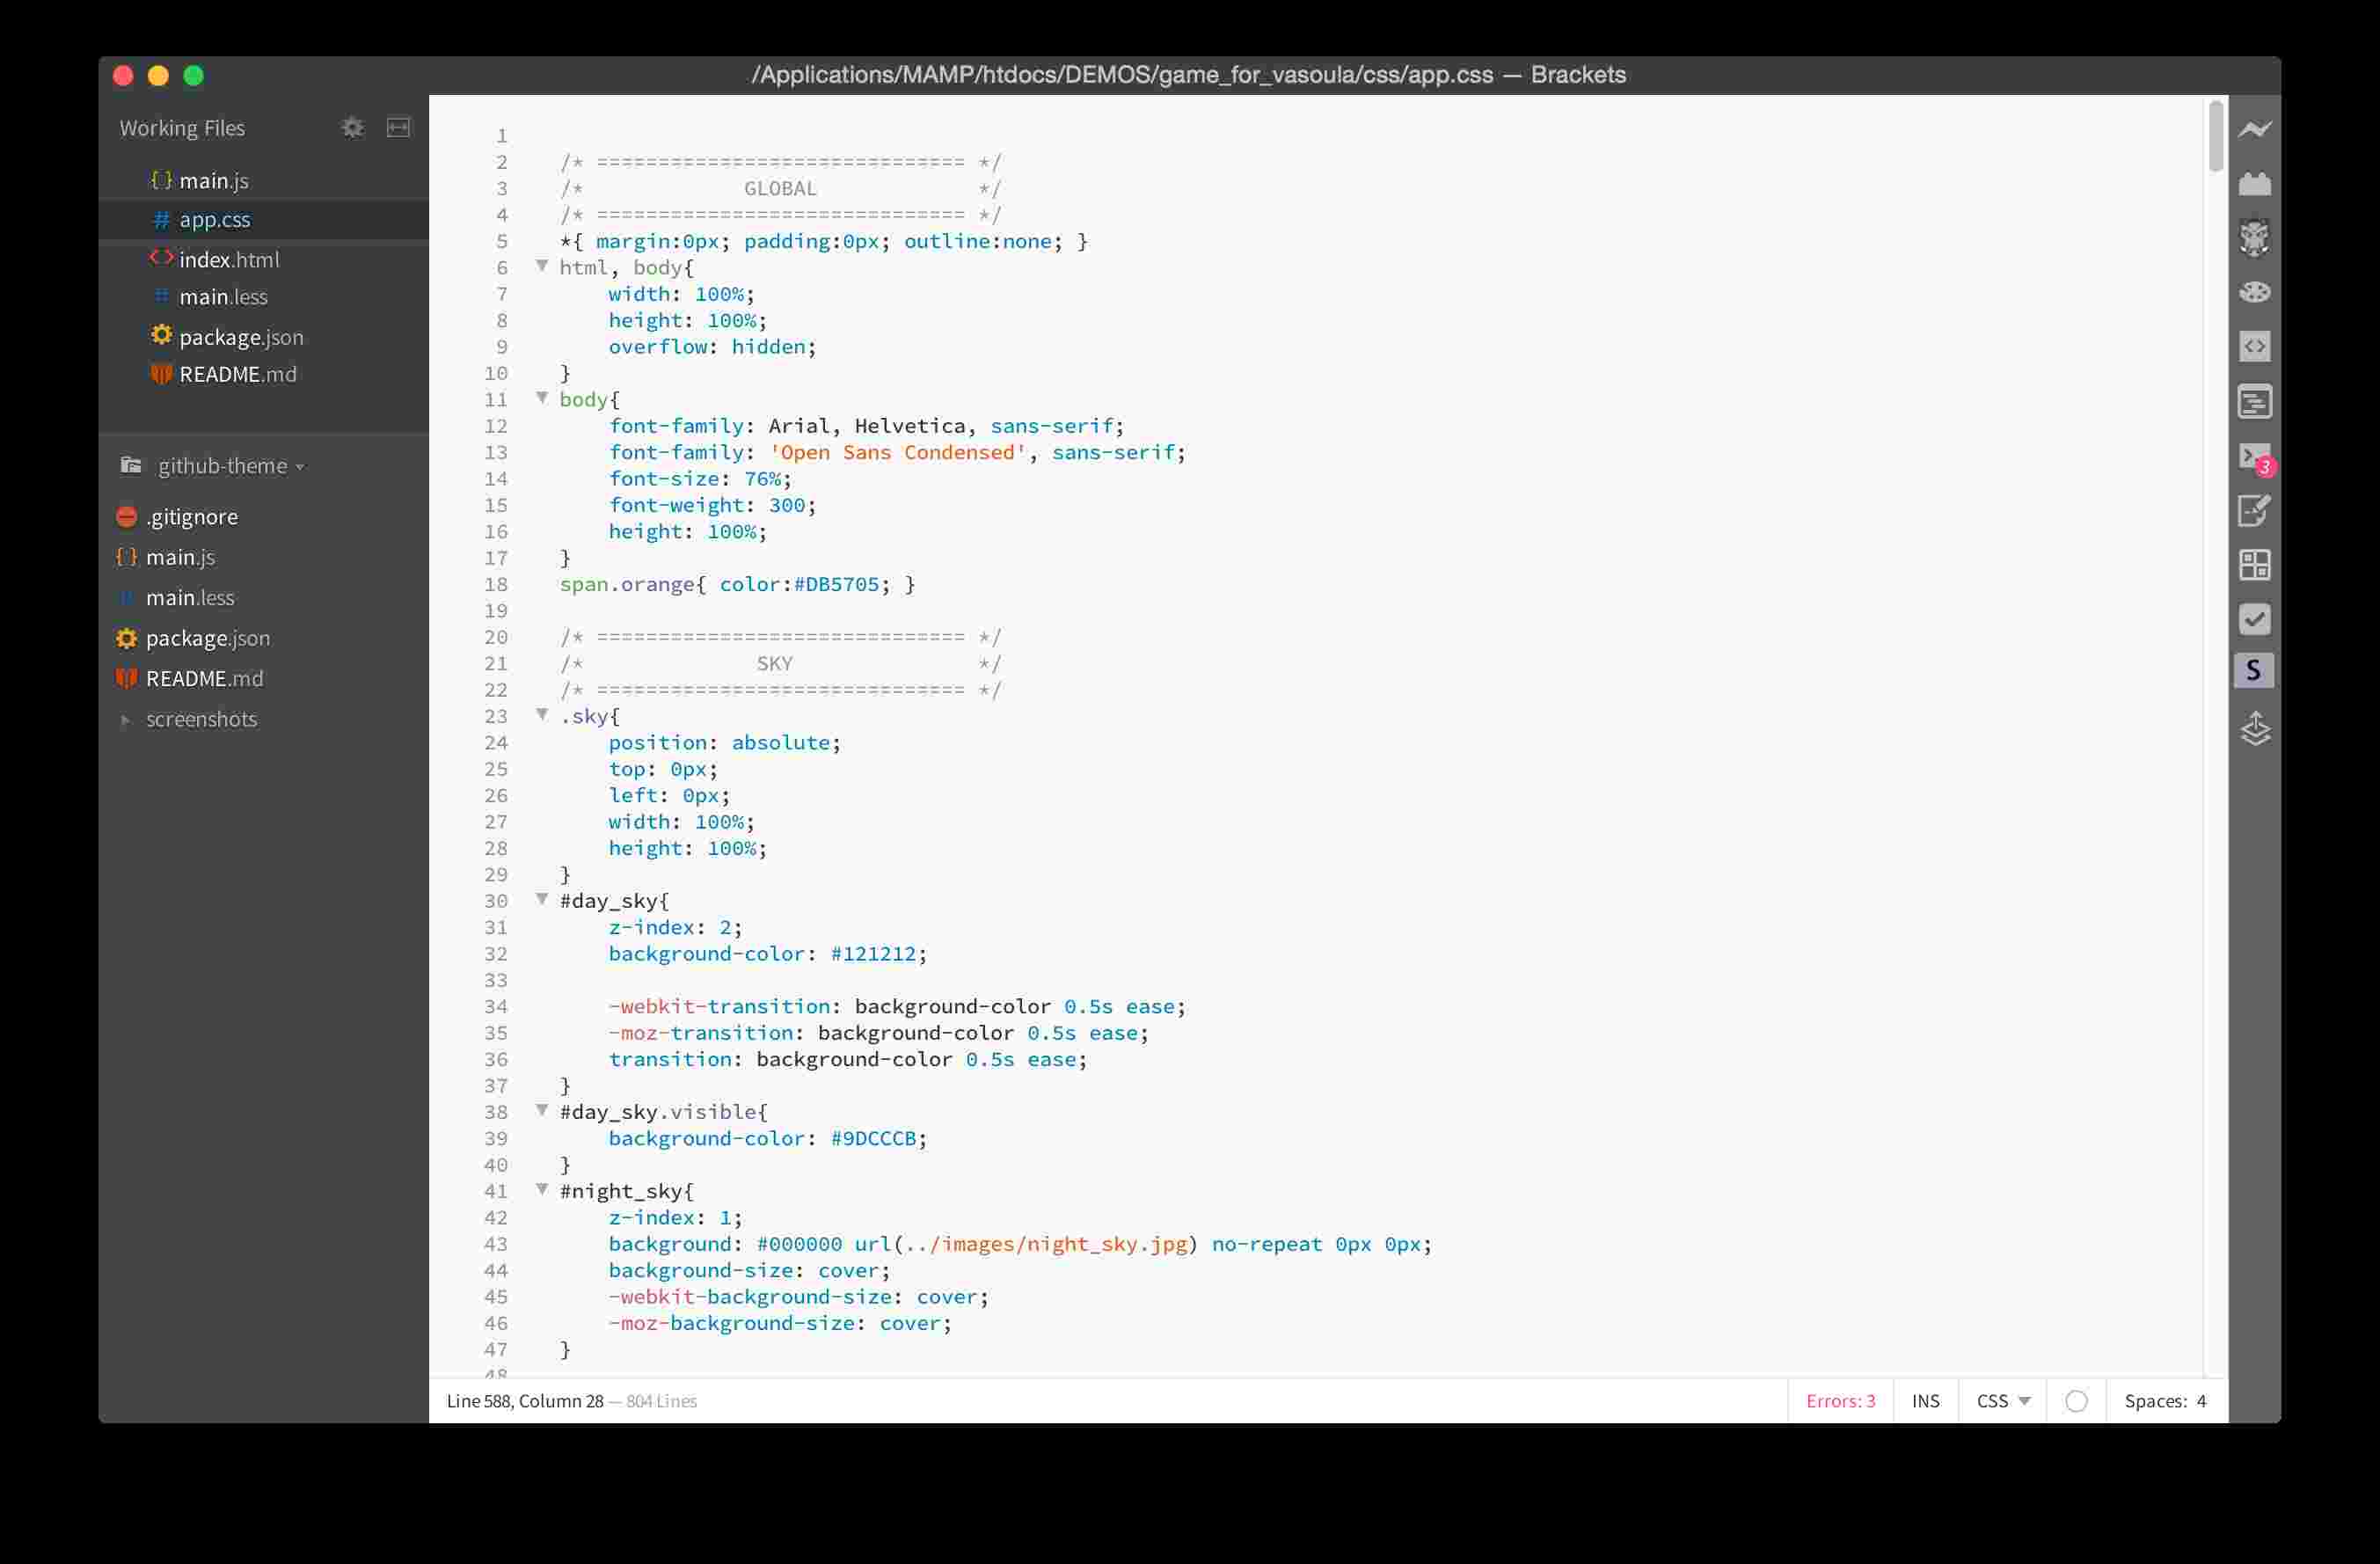 /Applications/MAMP/htdocs/DEMOS/game_for_vasoula/css/app.css — Brackets
Working Files
{} main.js
# app.css
<> index.html
# main.less
package.json
README.md
github-theme
.gitignore
{} main.js
# main.less
package.json
README.md
screenshots
1
2 /* ============================== */
3 /*             GLOBAL             */
4 /* ============================== */
5 *{ margin:0px; padding:0px; outline:none; }
6 html, body{
7     width: 100%;
8     height: 100%;
9     overflow: hidden;
10 }
11 body{
12     font-family: Arial, Helvetica, sans-serif;
13     font-family: 'Open Sans Condensed', sans-serif;
14     font-size: 76%;
15     font-weight: 300;
16     height: 100%;
17 }
18 span.orange{ color:#DB5705; }
19
20 /* ============================== */
21 /*              SKY               */
22 /* ============================== */
23 .sky{
24     position: absolute;
25     top: 0px;
26     left: 0px;
27     width: 100%;
28     height: 100%;
29 }
30 #day_sky{
31     z-index: 2;
32     background-color: #121212;
33
34     -webkit-transition: background-color 0.5s ease;
35     -moz-transition: background-color 0.5s ease;
36     transition: background-color 0.5s ease;
37 }
38 #day_sky.visible{
39     background-color: #9DCCCB;
40 }
41 #night_sky{
42     z-index: 1;
43     background: #000000 url(../images/night_sky.jpg) no-repeat 0px 0px;
44     background-size: cover;
45     -webkit-background-size: cover;
46     -moz-background-size: cover;
47 }
48
3
S
Line 588, Column 28 — 804 Lines
Errors: 3
INS
CSS
Spaces: 4